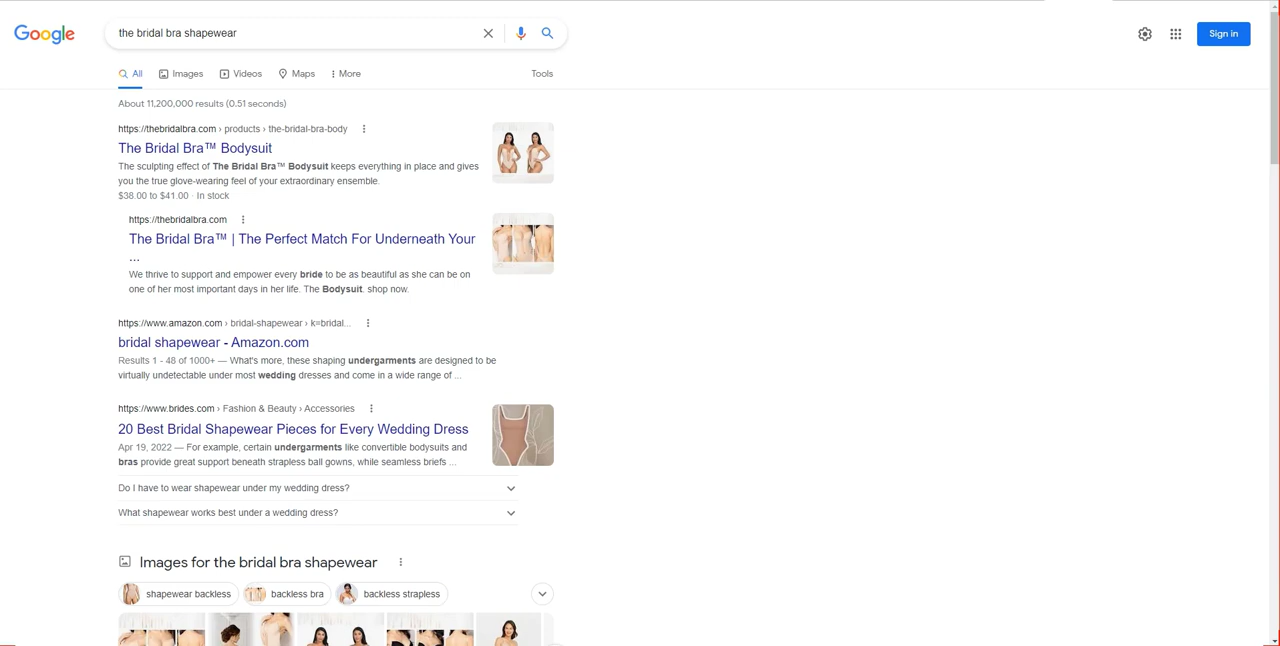 Google
the bridal bra shapewear
Sign in
All Images Videos Maps More Tools
About 11,200,000 results (0.51 seconds)
https://thebridalbra.com › products › the-bridal-bra-body
The Bridal Bra™ Bodysuit
The sculpting effect of The Bridal Bra™ Bodysuit keeps everything in place and gives
you the true glove-wearing feel of your extraordinary ensemble.
$38.00 to $41.00 · In stock
https://thebridalbra.com
The Bridal Bra™ | The Perfect Match For Underneath Your
...
We thrive to support and empower every bride to be as beautiful as she can be on
one of her most important days in her life. The Bodysuit. shop now.
https://www.amazon.com › bridal-shapewear › k=bridal...
bridal shapewear - Amazon.com
Results 1 - 48 of 1000+ — What's more, these shaping undergarments are designed to be
virtually undetectable under most wedding dresses and come in a wide range of ...
https://www.brides.com › Fashion & Beauty › Accessories
20 Best Bridal Shapewear Pieces for Every Wedding Dress
Apr 19, 2022 — For example, certain undergarments like convertible bodysuits and
bras provide great support beneath strapless ball gowns, while seamless briefs ...
Do I have to wear shapewear under my wedding dress?
What shapewear works best under a wedding dress?
Images for the bridal bra shapewear
shapewear backless backless bra backless strapless